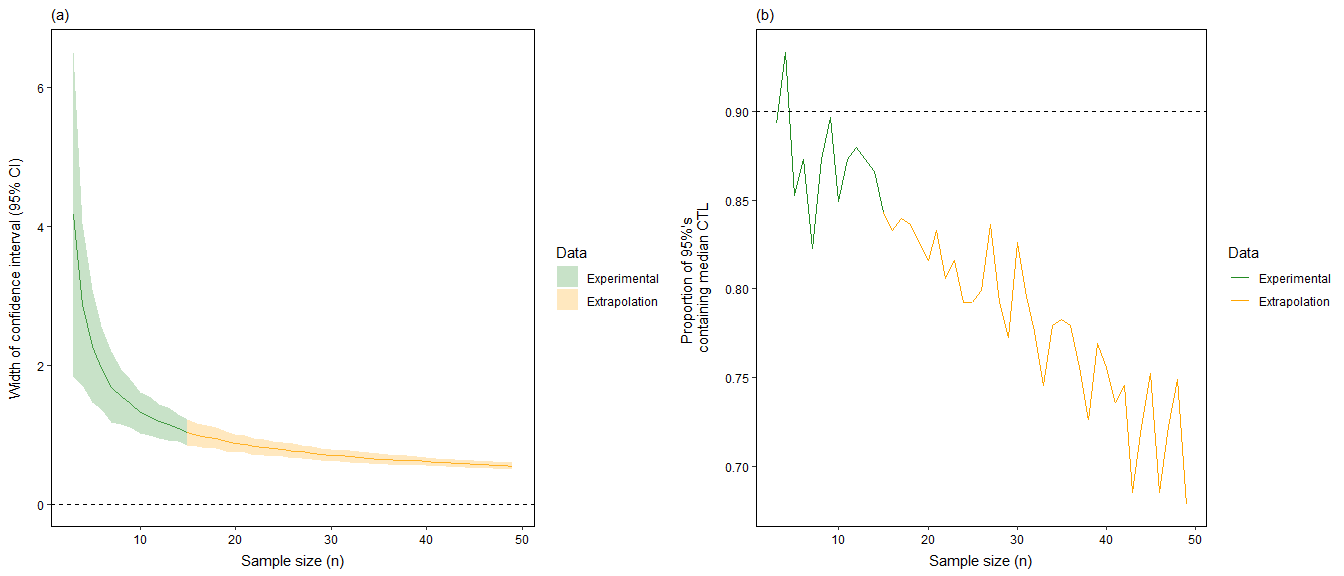 (a)
Width of confidence interval (95% CI)
6
4
2
0
10
20
30
40
50
Sample size (n)
Data
Experimental
Extrapolation
(b)
Proportion of 95%'s
containing median CTL
0.90
0.85
0.80
0.75
0.70
10
20
30
40
50
Sample size (n)
Data
Experimental
Extrapolation